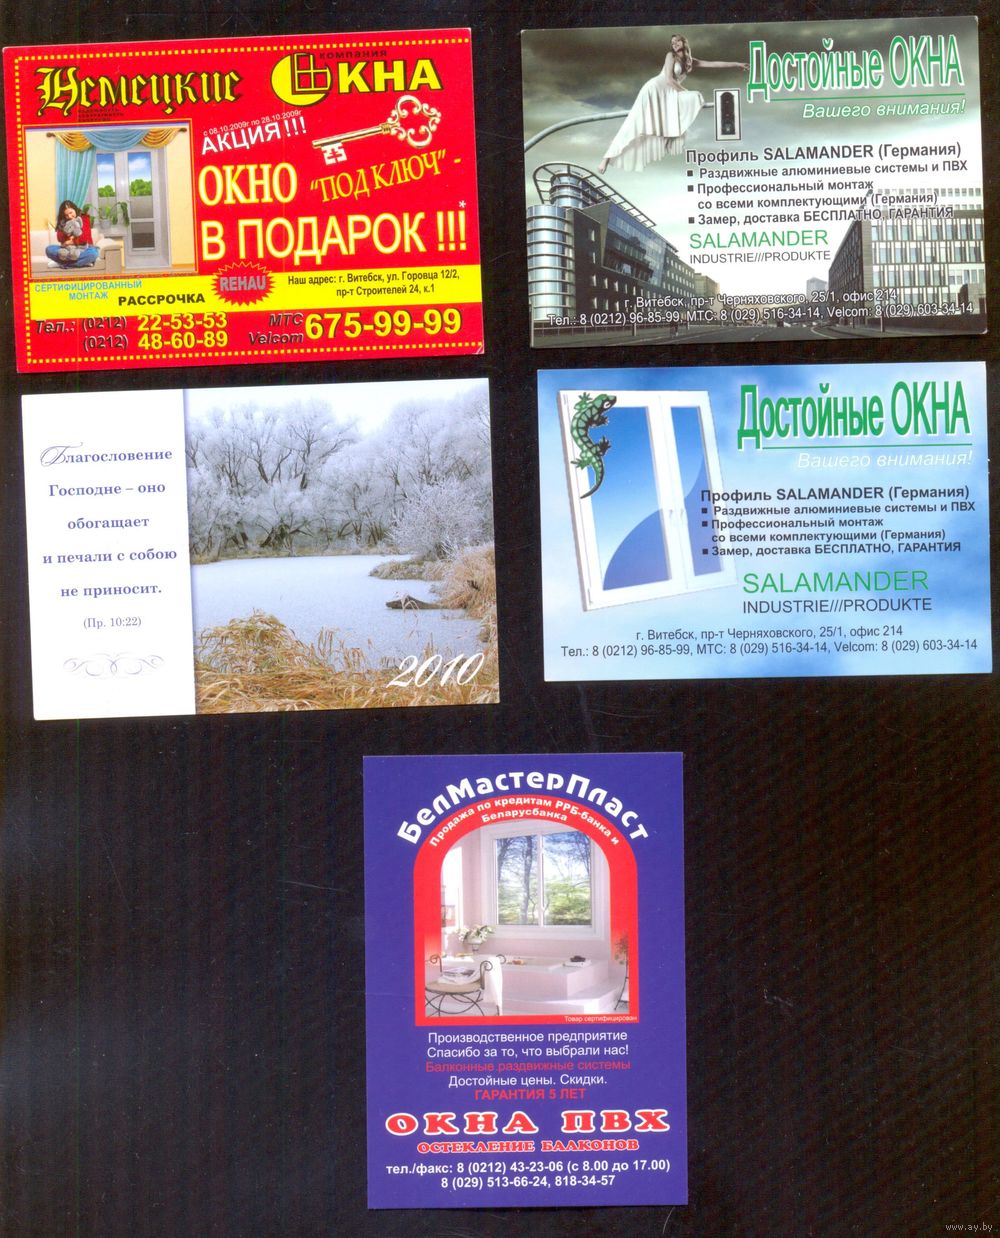 Немецкие
компания
ОКНА
с 08.10.2009г по 28.10.2009г
АКЦИЯ!!!
ОКНО "ПОД КЛЮЧ" -
В ПОДАРОК !!!*
СЕРТИФИЦИРОВАННЫЙ
МОНТАЖ
РАССРОЧКА
REHAU
Наш адрес: г. Витебск, ул. Горовца 12/2,
пр-т Строителей 24, к.1
Тел.: (0212) 22-53-53
(0212) 48-60-89
МТС
Velcom
675-99-99
Достойные ОКНА
Вашего внимания!
Профиль SALAMANDER (Германия)
Раздвижные алюминиевые системы и ПВХ
Профессиональный монтаж
со всеми комплектующими (Германия)
Замер, доставка БЕСПЛАТНО, ГАРАНТИЯ
SALAMANDER
INDUSTRIE///PRODUKTE
г. Витебск, пр-т Черняховского, 25/1, офис 214
Тел.: 8 (0212) 96-85-99, МТС: 8 (029) 516-34-14, Velcom: 8 (029) 603-34-14
Благословение
Господне – оно
обогащает
и печали с собою
не приносит.
(Пр. 10:22)
2010
Достойные ОКНА
Вашего внимания!
Профиль SALAMANDER (Германия)
Раздвижные алюминиевые системы и ПВХ
Профессиональный монтаж
со всеми комплектующими (Германия)
Замер, доставка БЕСПЛАТНО, ГАРАНТИЯ
SALAMANDER
INDUSTRIE///PRODUKTE
г. Витебск, пр-т Черняховского, 25/1, офис 214
Тел.: 8 (0212) 96-85-99, МТС: 8 (029) 516-34-14, Velcom: 8 (029) 603-34-14
БелМастерПласт
Продажа по кредитам РРБ-банка и
Беларусбанка
Товар сертифицирован
Производственное предприятие
Спасибо за то, что выбрали нас!
Балконные раздвижные системы
Достойные цены. Скидки.
ГАРАНТИЯ 5 ЛЕТ
ОКНА ПВХ
ОСТЕКЛЕНИЕ БАЛКОНОВ
тел./факс: 8 (0212) 43-23-06 (с 8.00 до 17.00)
8 (029) 513-66-24, 818-34-57
www.ay.by